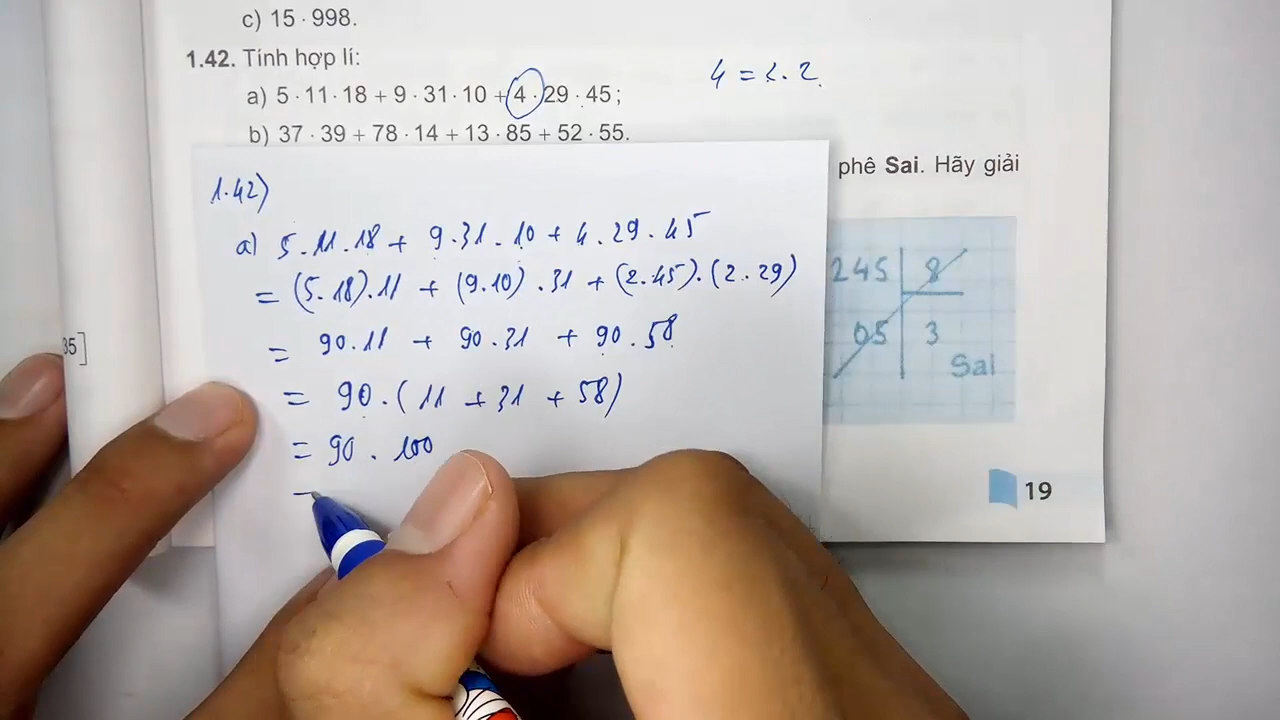 c) 15 · 998.
1.42. Tính hợp lí:
a) 5 · 11 · 18 + 9 · 31 · 10 + 4 · 29 · 45;
4 = 2. 2
b) 37 · 39 + 78 · 14 + 13 · 85 + 52 · 55.
phê Sai. Hãy giải
1.42)
a) 5.11.18 + 9.31.10 + 4.29.45
= (5.18).11 + (9.10).31 + (2.45).(2.29)
= 90.11 + 90.31 + 90.58
= 90.(11 + 31 + 58)
= 90. 100
245 8
05 3
Sai
35]
19